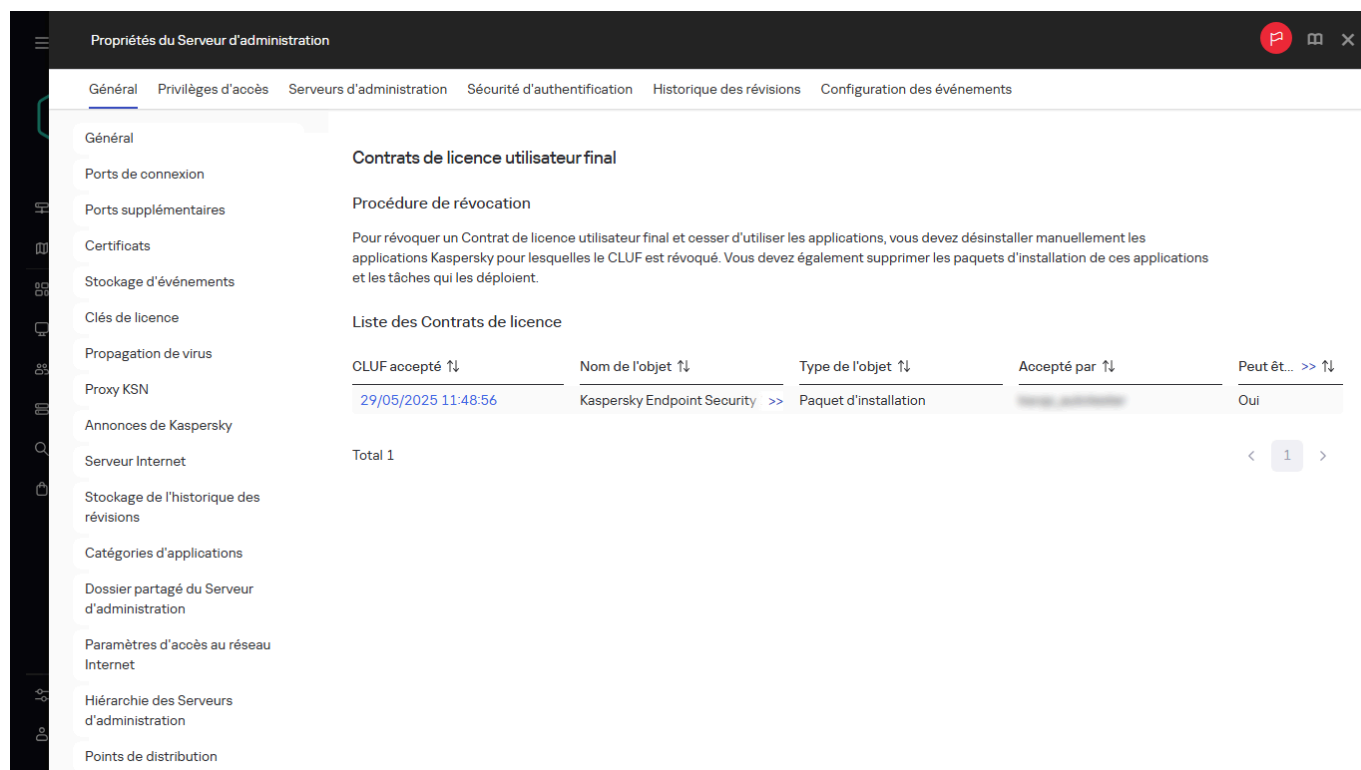 Propriétés du Serveur d'administration
Général Privilèges d'accès Serveurs d'administration Sécurité d'authentification Historique des révisions Configuration des événements
Général
Ports de connexion
Ports supplémentaires
Certificats
Stockage d'événements
Clés de licence
Propagation de virus
Proxy KSN
Annonces de Kaspersky
Serveur Internet
Stockage de l'historique des
révisions
Catégories d'applications
Dossier partagé du Serveur
d'administration
Paramètres d'accès au réseau
Internet
Hiérarchie des Serveurs
d'administration
Points de distribution
Contrats de licence utilisateur final
Procédure de révocation
Pour révoquer un Contrat de licence utilisateur final et cesser d'utiliser les applications, vous devez désinstaller manuellement les
applications Kaspersky pour lesquelles le CLUF est révoqué. Vous devez également supprimer les paquets d'installation de ces applications
et les tâches qui les déploient.
Liste des Contrats de licence
CLUF accepté Nom de l'objet Type de l'objet Accepté par Peut êt... >>
29/05/2025 11:48:56 Kaspersky Endpoint Security >> Paquet d'installation Oui
Total 1
< 1 >